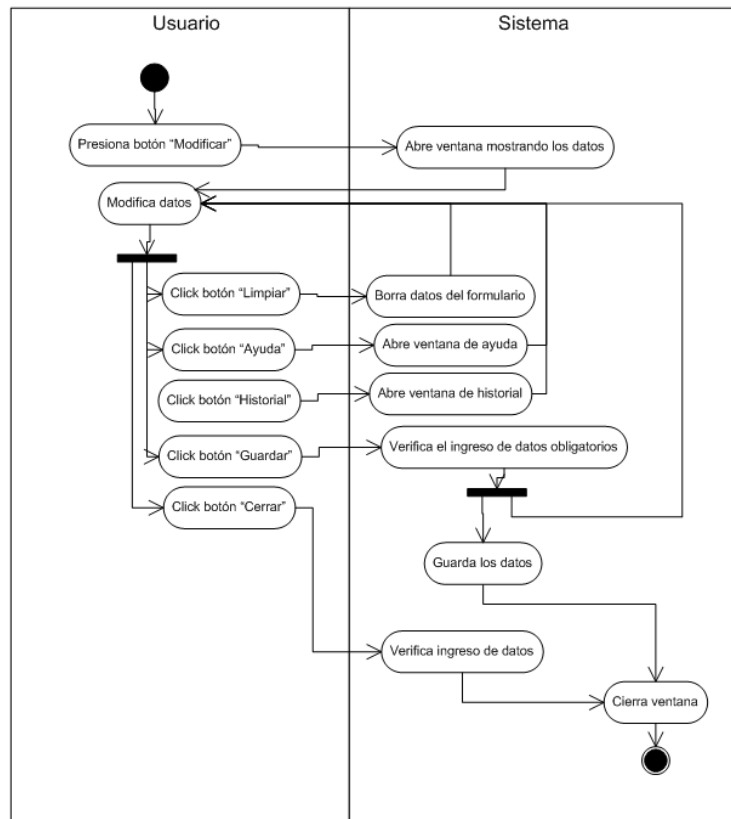 Usuario
Sistema
Presiona botón “Modificar”
Abre ventana mostrando los datos
Modifica datos
Click botón “Limpiar”
Borra datos del formulario
Click botón “Ayuda”
Abre ventana de ayuda
Click botón “Historial”
Abre ventana de historial
Click botón “Guardar”
Verifica el ingreso de datos obligatorios
Click botón “Cerrar”
Guarda los datos
Verifica ingreso de datos
Cierra ventana